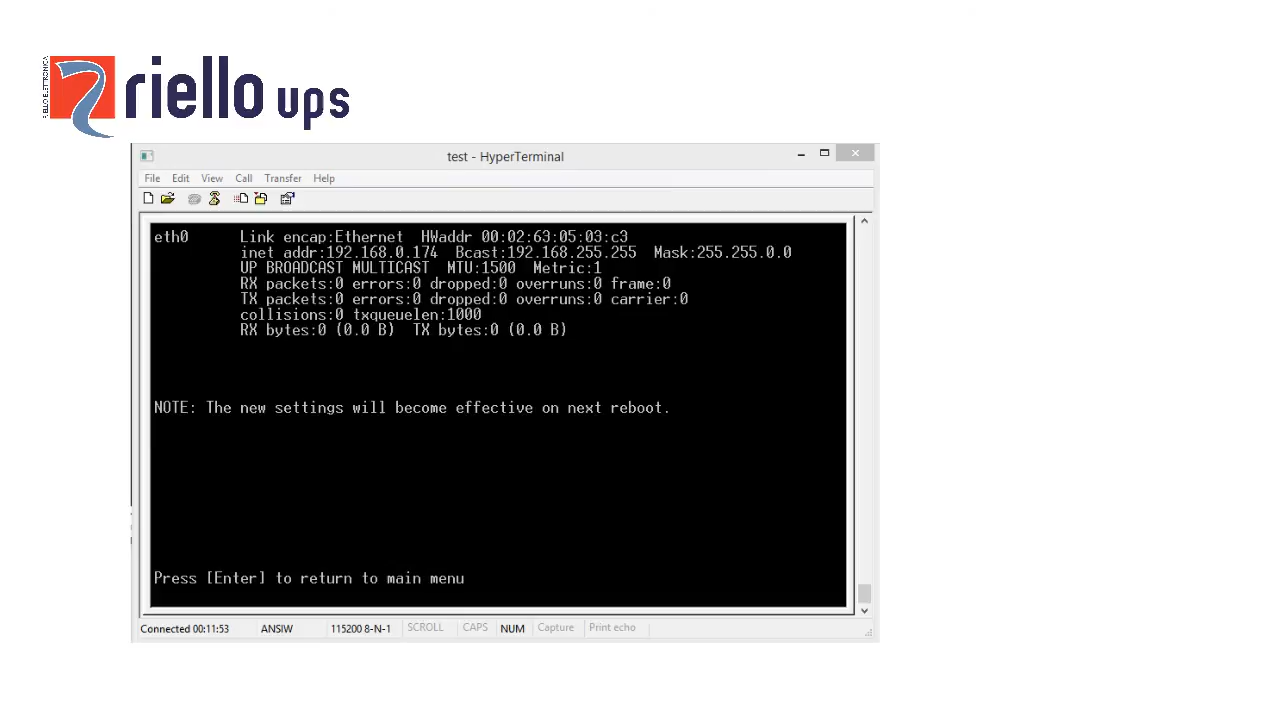 RIELLO ELETTRONICA
riello ups
test - HyperTerminal
File Edit View Call Transfer Help
eth0 Link encap:Ethernet HWaddr 00:02:63:05:03:c3
inet addr:192.168.0.174 Bcast:192.168.255.255 Mask:255.255.0.0
UP BROADCAST MULTICAST MTU:1500 Metric:1
RX packets:0 errors:0 dropped:0 overruns:0 frame:0
TX packets:0 errors:0 dropped:0 overruns:0 carrier:0
collisions:0 txqueuelen:1000
RX bytes:0 (0.0 B) TX bytes:0 (0.0 B)
NOTE: The new settings will become effective on next reboot.
Press [Enter] to return to main menu
Connected 00:11:53 ANSIW 115200 8-N-1 SCROLL CAPS NUM Capture Print echo